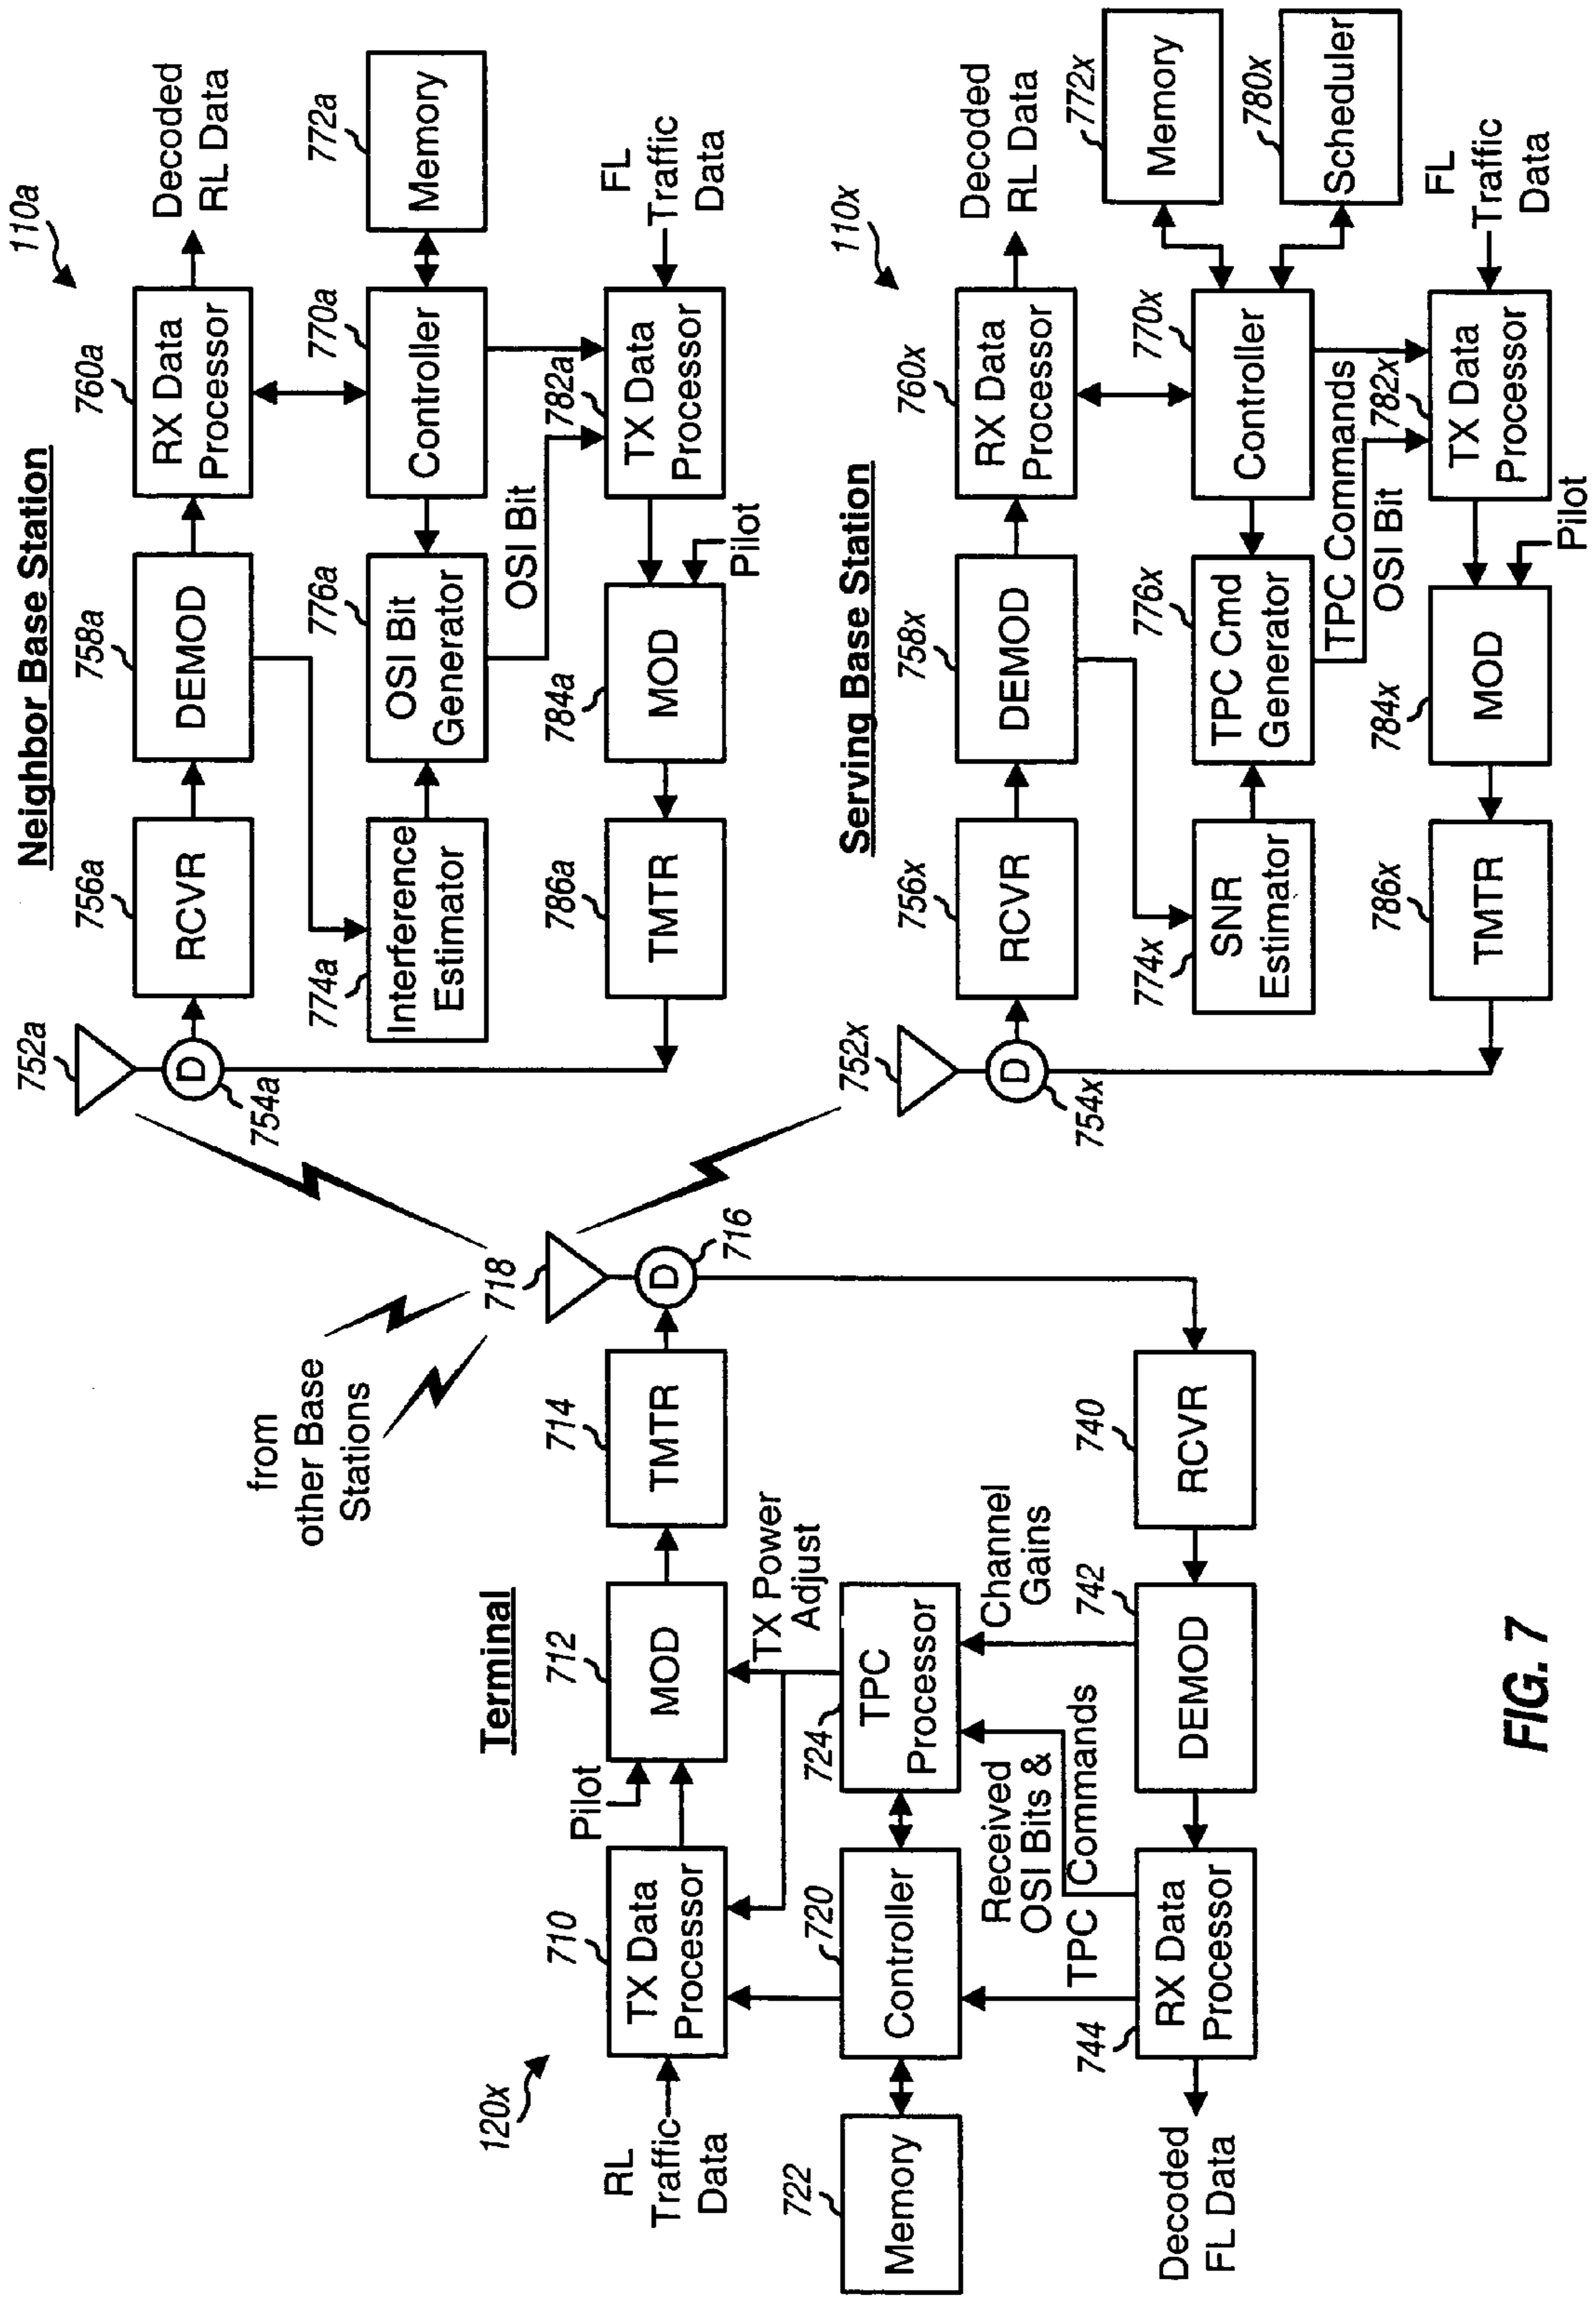 120x
Terminal
RL
Traffic
Data
710
TX Data
Processor
Pilot
712
MOD
714
TMTR
716
718
from
other Base
Stations
TX Power
Adjust
722
Memory
720
Controller
724
TPC
Processor
Received
OSI Bits &
TPC Commands
Channel
Gains
Decoded
FL Data
744
RX Data
Processor
742
DEMOD
740
RCVR
Neighbor Base Station
110a
752a
754a
D
756a
RCVR
758a
DEMOD
760a
RX Data
Processor
Decoded
RL Data
774a
Interference
Estimator
776a
OSI Bit
Generator
770a
Controller
772a
Memory
OSI Bit
786a
TMTR
784a
MOD
Pilot
782a
TX Data
Processor
FL
Traffic
Data
D
Serving Base Station
110x
752x
754x
D
756x
RCVR
758x
DEMOD
760x
RX Data
Processor
Decoded
RL Data
774x
SNR
Estimator
776x
TPC Cmd
Generator
770x
Controller
772x
Memory
780x
Scheduler
TPC Commands
OSI Bit
786x
TMTR
784x
MOD
Pilot
782x
TX Data
Processor
FL
Traffic
Data
FIG. 7